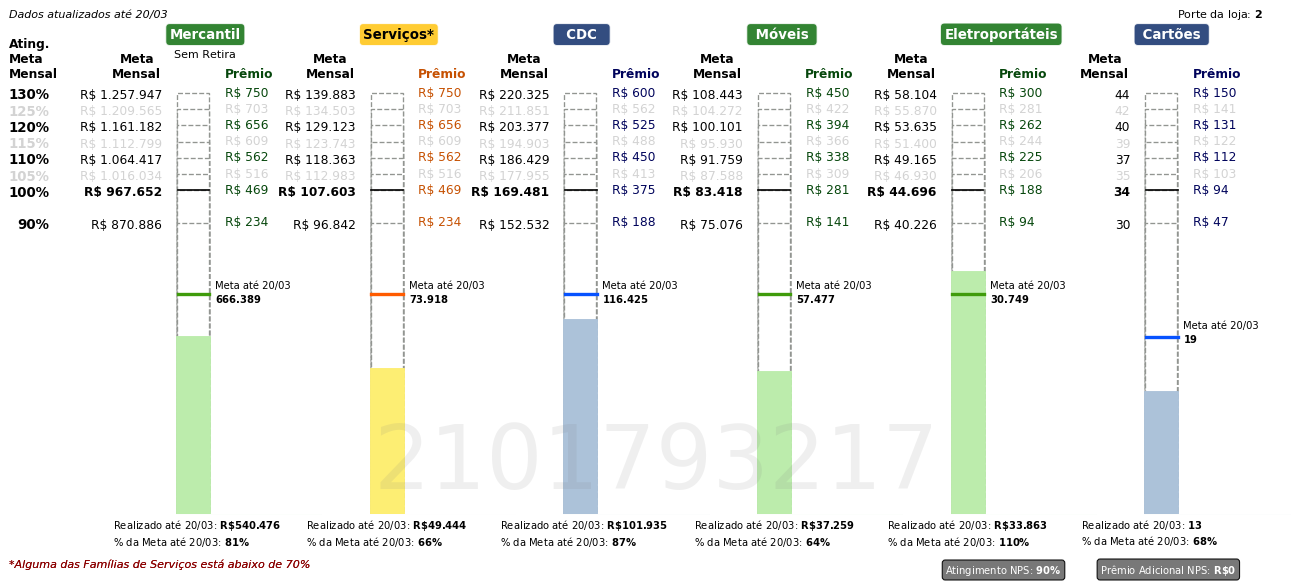 Dados atualizados até 20/03 Porte da loja: 2
Mercantil Serviços* CDC Móveis Eletroportáteis Cartões
Sem Retira
Ating. Meta Mensal Meta Mensal Prêmio Meta Mensal Prêmio Meta Mensal Prêmio Meta Mensal Prêmio Meta Mensal Prêmio Meta Mensal Prêmio
130% R$ 1.257.947 R$ 750 R$ 139.883 R$ 750 R$ 220.325 R$ 600 R$ 108.443 R$ 450 R$ 58.104 R$ 300 44 R$ 150
125% R$ 1.209.565 R$ 703 R$ 134.503 R$ 703 R$ 211.851 R$ 562 R$ 104.272 R$ 422 R$ 55.870 R$ 281 42 R$ 141
120% R$ 1.161.182 R$ 656 R$ 129.123 R$ 656 R$ 203.377 R$ 525 R$ 100.101 R$ 394 R$ 53.635 R$ 262 40 R$ 131
115% R$ 1.112.799 R$ 609 R$ 123.743 R$ 609 R$ 194.903 R$ 488 R$ 95.930 R$ 366 R$ 51.400 R$ 244 39 R$ 122
110% R$ 1.064.417 R$ 562 R$ 118.363 R$ 562 R$ 186.429 R$ 450 R$ 91.759 R$ 338 R$ 49.165 R$ 225 37 R$ 112
105% R$ 1.016.034 R$ 516 R$ 112.983 R$ 516 R$ 177.955 R$ 413 R$ 87.588 R$ 309 R$ 46.930 R$ 206 35 R$ 103
100% R$ 967.652 R$ 469 R$ 107.603 R$ 469 R$ 169.481 R$ 375 R$ 83.418 R$ 281 R$ 44.696 R$ 188 34 R$ 94
90% R$ 870.886 R$ 234 R$ 96.842 R$ 234 R$ 152.532 R$ 188 R$ 75.076 R$ 141 R$ 40.226 R$ 94 30 R$ 47
Meta até 20/03 Meta até 20/03 Meta até 20/03 Meta até 20/03 Meta até 20/03
666.389 73.918 116.425 57.477 30.749
Meta até 20/03
19
2101793217
Realizado até 20/03: R$540.476 Realizado até 20/03: R$49.444 Realizado até 20/03: R$101.935 Realizado até 20/03: R$37.259 Realizado até 20/03: R$33.863 Realizado até 20/03: 13
% da Meta até 20/03: 81% % da Meta até 20/03: 66% % da Meta até 20/03: 87% % da Meta até 20/03: 64% % da Meta até 20/03: 110% % da Meta até 20/03: 68%
*Alguma das Famílias de Serviços está abaixo de 70% Atingimento NPS: 90% Prêmio Adicional NPS: R$0